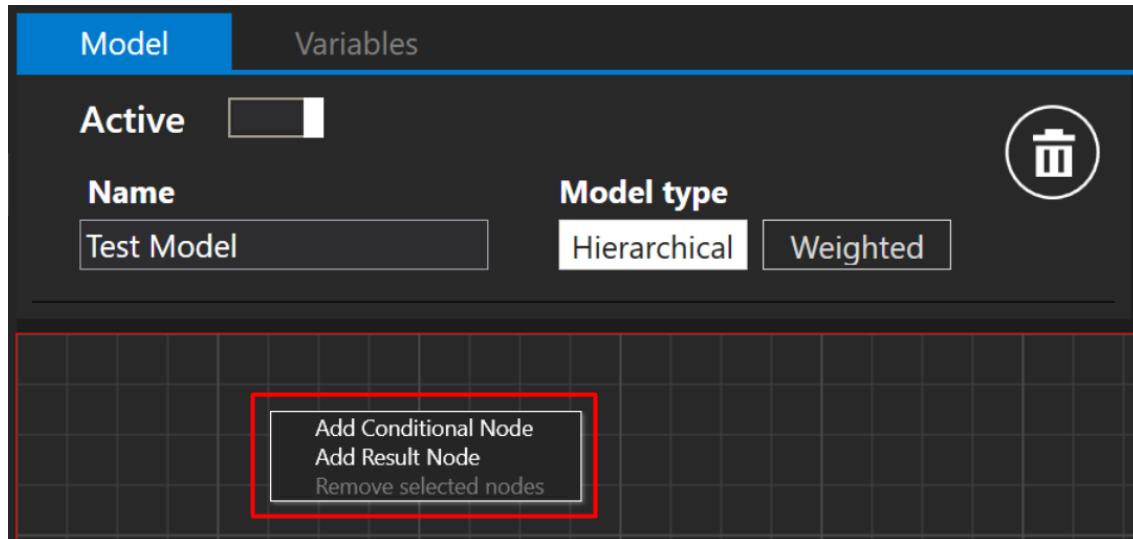 Model Variables
Active
Name Model type
Test Model Hierarchical Weighted
Add Conditional Node
Add Result Node
Remove selected nodes